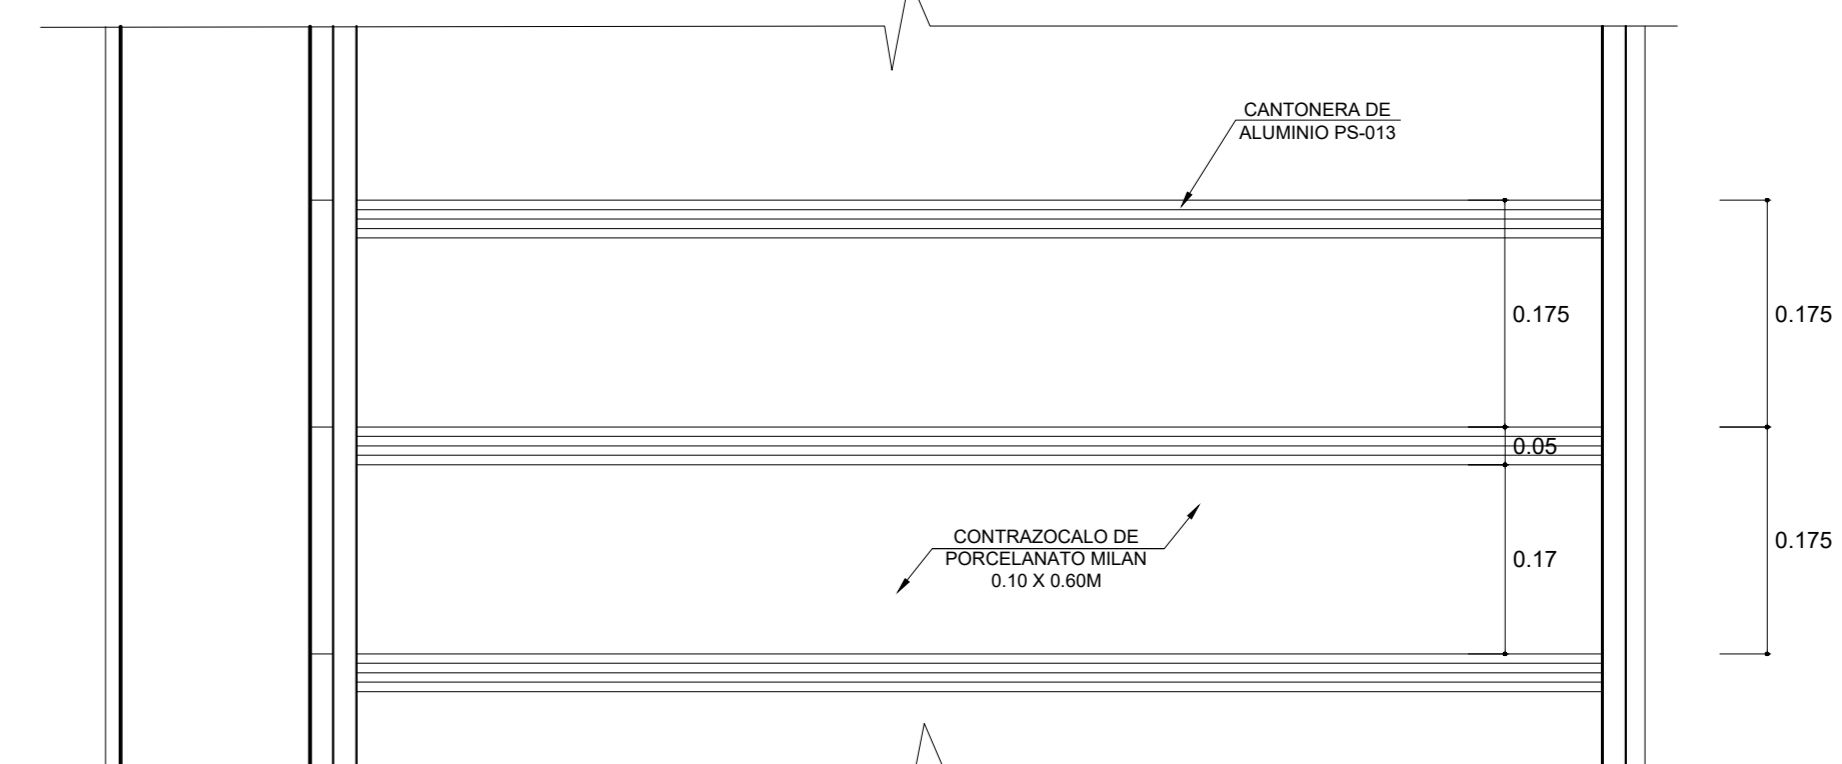 CANTONERA DE
ALUMINIO PS-013
0.175
0.175
0.05
CONTRAZOCALO DE
PORCELANATO MILAN
0.10 X 0.60M
0.17
0.175